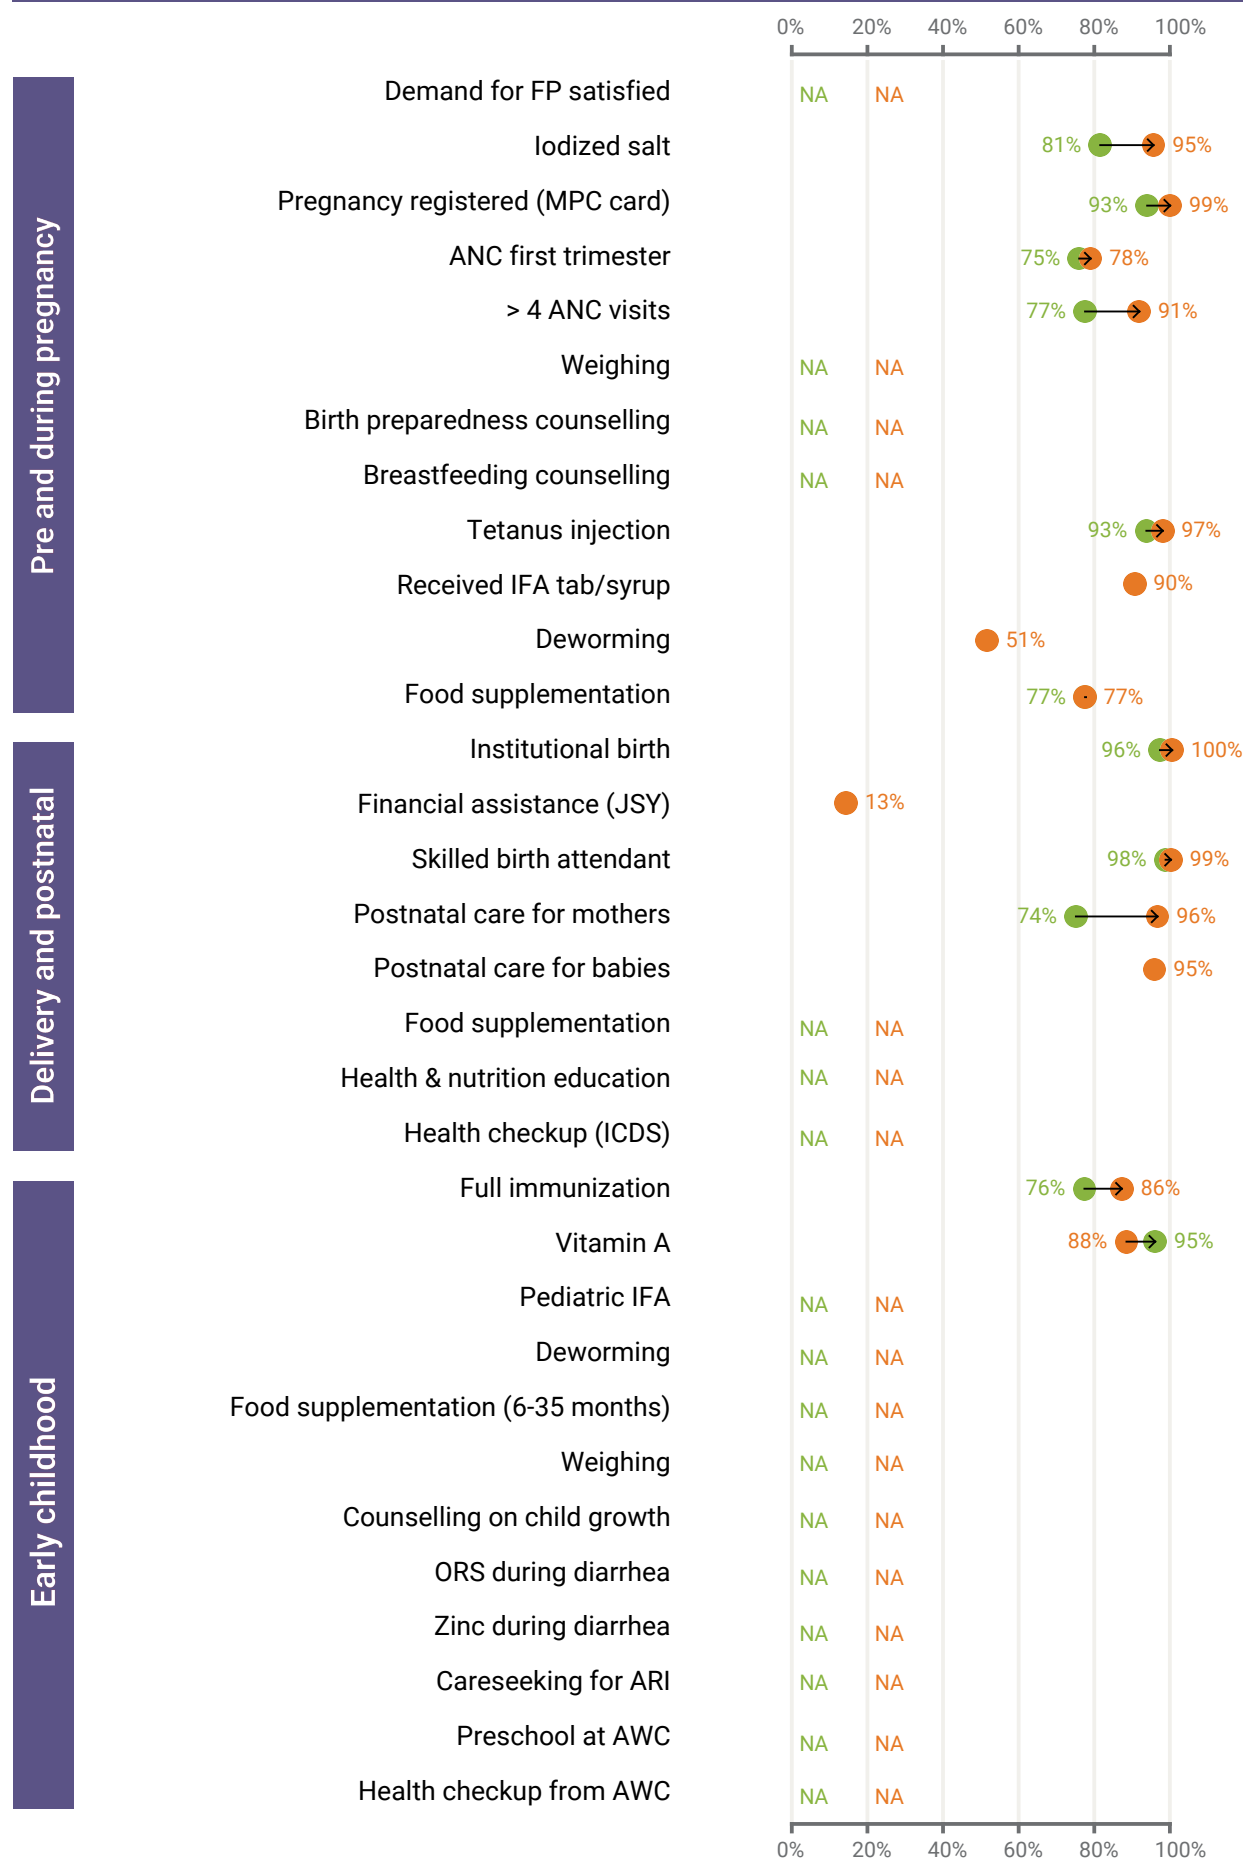 0% 20% 40% 60% 80% 100%
Pre and during pregnancy
Demand for FP satisfied NA NA
Iodized salt 81% 95%
Pregnancy registered (MPC card) 93% 99%
ANC first trimester 75% 78%
> 4 ANC visits 77% 91%
Weighing NA NA
Birth preparedness counselling NA NA
Breastfeeding counselling NA NA
Tetanus injection 93% 97%
Received IFA tab/syrup 90%
Deworming 51%
Food supplementation 77% 77%
Delivery and postnatal
Institutional birth 96% 100%
Financial assistance (JSY) 13%
Skilled birth attendant 98% 99%
Postnatal care for mothers 74% 96%
Postnatal care for babies 95%
Food supplementation NA NA
Health & nutrition education NA NA
Health checkup (ICDS) NA NA
Early childhood
Full immunization 76% 86%
Vitamin A 88% 95%
Pediatric IFA NA NA
Deworming NA NA
Food supplementation (6-35 months) NA NA
Weighing NA NA
Counselling on child growth NA NA
ORS during diarrhea NA NA
Zinc during diarrhea NA NA
Careseeking for ARI NA NA
Preschool at AWC NA NA
Health checkup from AWC NA NA
0% 20% 40% 60% 80% 100%